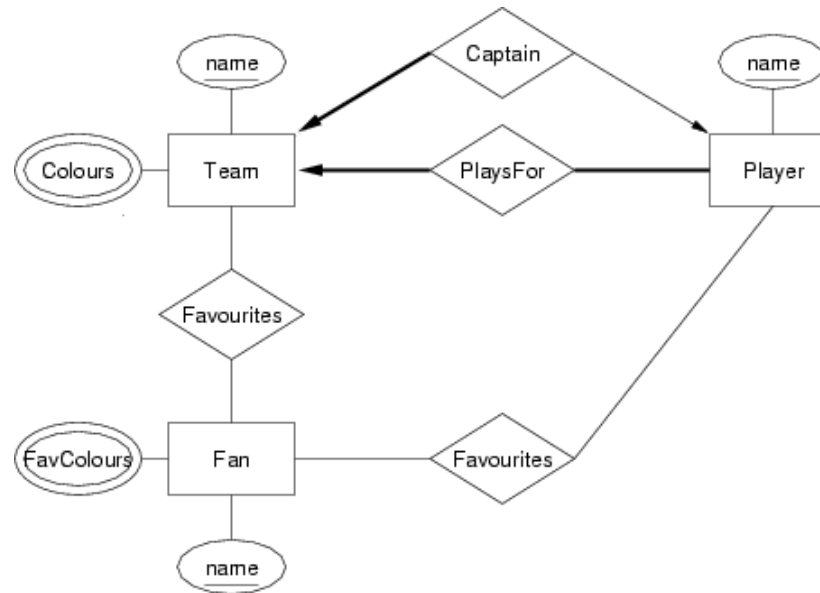 Captain
name
name
Colours
Team
PlaysFor
Player
Favourites
FavColours
Fan
Favourites
name